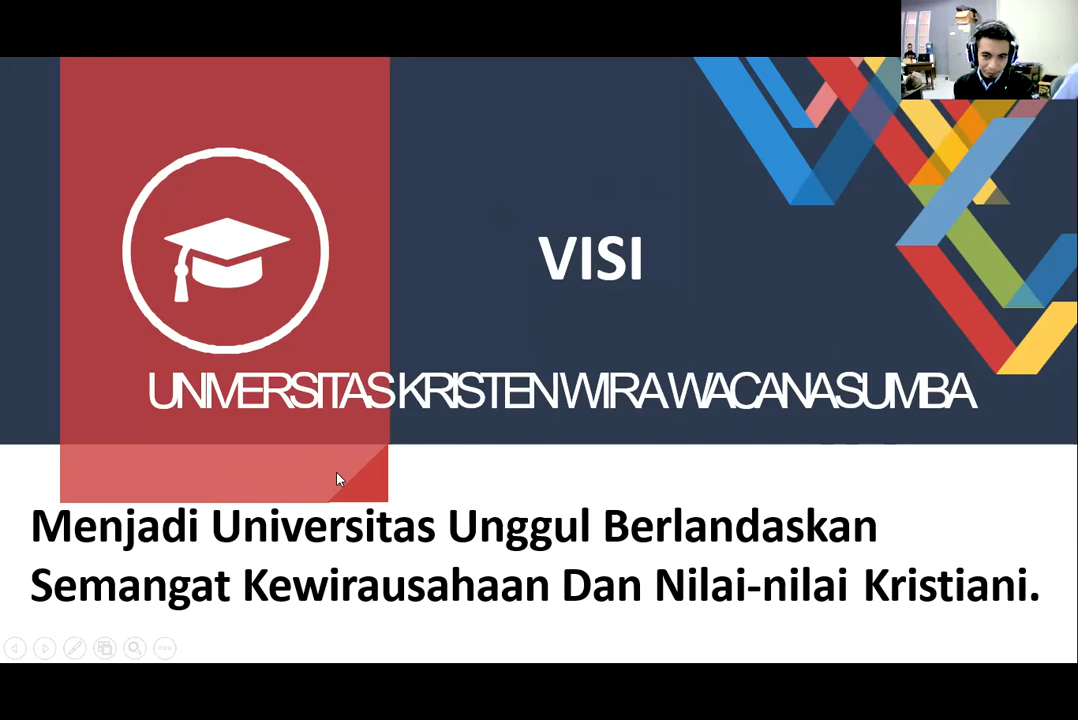 VISI
UNIVERSITAS KRISTEN WIRA WACANA SUMBA
Menjadi Universitas Unggul Berlandaskan
Semangat Kewirausahaan Dan Nilai-nilai Kristiani.